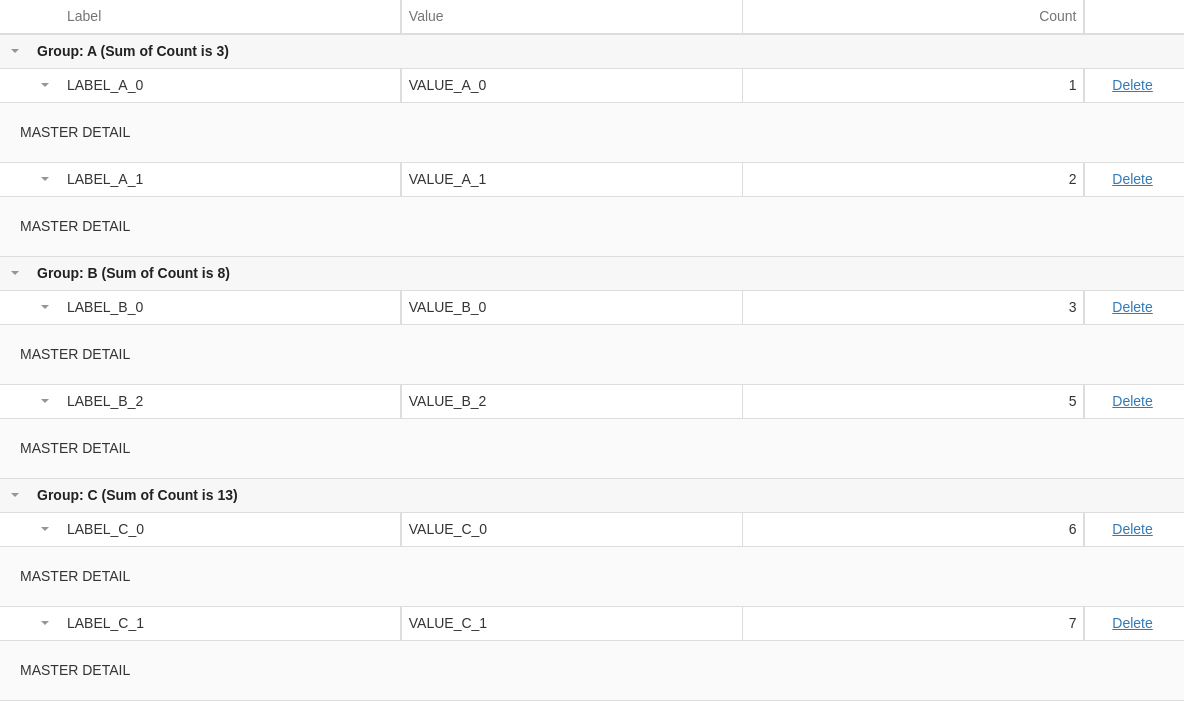 Label Value Count
Group: A (Sum of Count is 3)
LABEL_A_0 VALUE_A_0 1 Delete
MASTER DETAIL
LABEL_A_1 VALUE_A_1 2 Delete
MASTER DETAIL
Group: B (Sum of Count is 8)
LABEL_B_0 VALUE_B_0 3 Delete
MASTER DETAIL
LABEL_B_2 VALUE_B_2 5 Delete
MASTER DETAIL
Group: C (Sum of Count is 13)
LABEL_C_0 VALUE_C_0 6 Delete
MASTER DETAIL
LABEL_C_1 VALUE_C_1 7 Delete
MASTER DETAIL